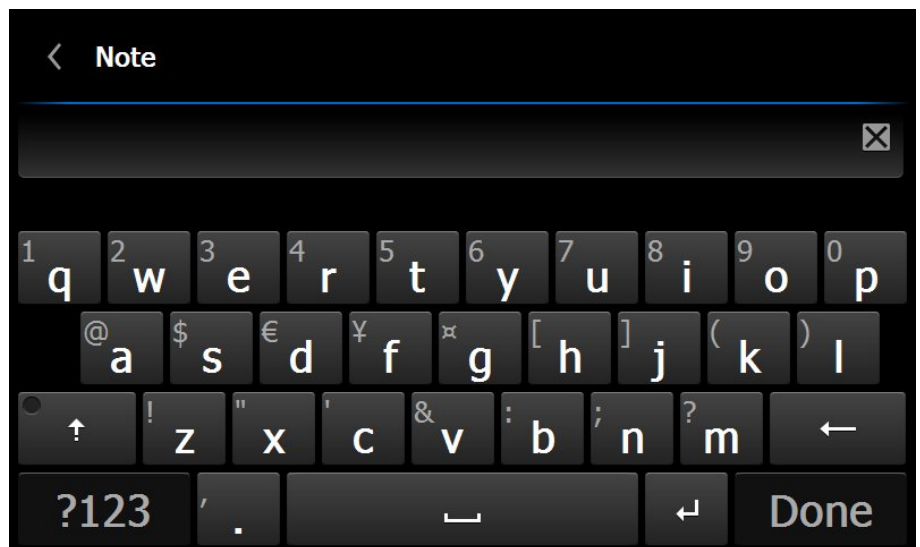 Note
1 q 2 w 3 e 4 r 5 t 6 y 7 u 8 i 9 o 0 p
@ a $ s € d ¥ f ¤ g [ h ] j ( k ) l
! z " x ' c & v : b ; n ? m
?123 , . Done